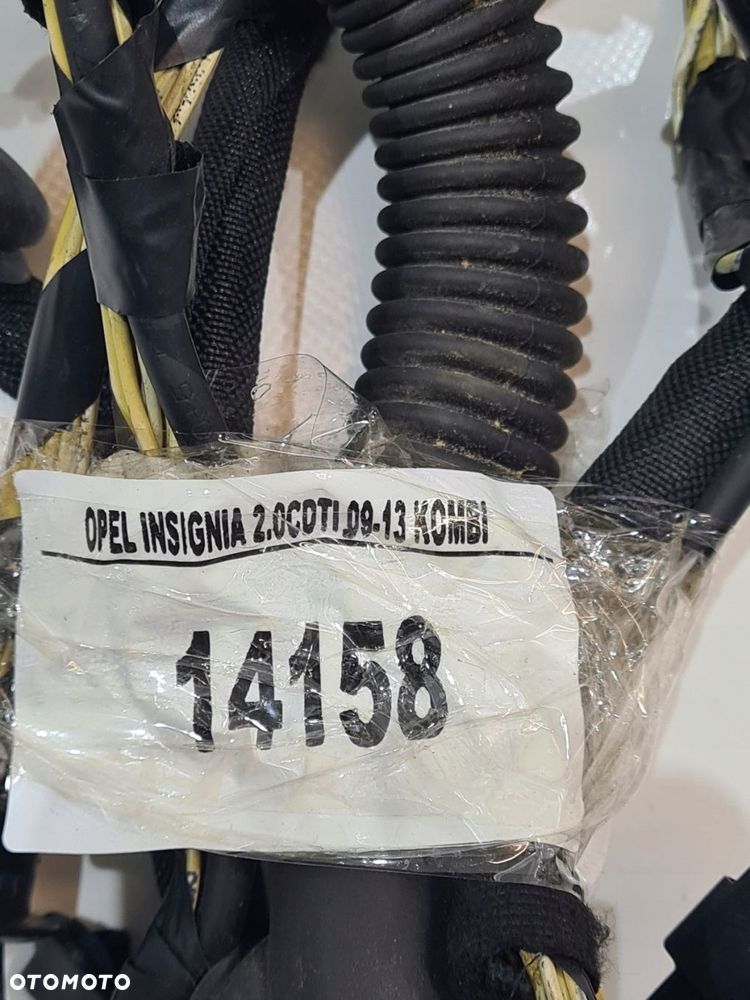 OPEL INSIGNIA 2.0CDTI 09-13 KOMBI
14158
OTOMOTO